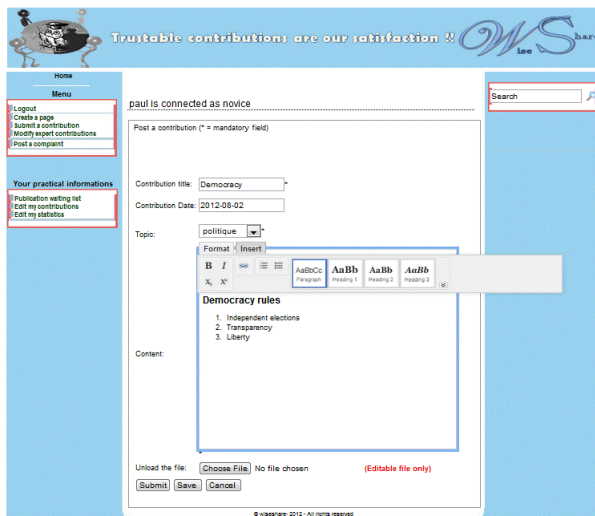 Trustable contributions are our satisfaction !!
Wise Share
Home
Menu
Logout
Create a page
Submit a contribution
Modify expert contributions
Post a complaint
Your practical informations
Publication waiting list
Edit my contributions
Edit my statistics
paul is connected as novice
Post a contribution (* = mandatory field)
Contribution title: Democracy *
Contribution Date: 2012-08-02
Topic: politique *
Format Insert
B I
X₂ X²
AaBbCc AaBb AaBb AaBb
Paragraph Heading 1 Heading 2 Heading 3
Democracy rules
1. Independent elections
2. Transparency
3. Liberty
Content:
*
Unload the file: Choose File No file chosen (Editable file only)
Submit Save Cancel
© wiseshare- 2012 - All rights reserved
Search